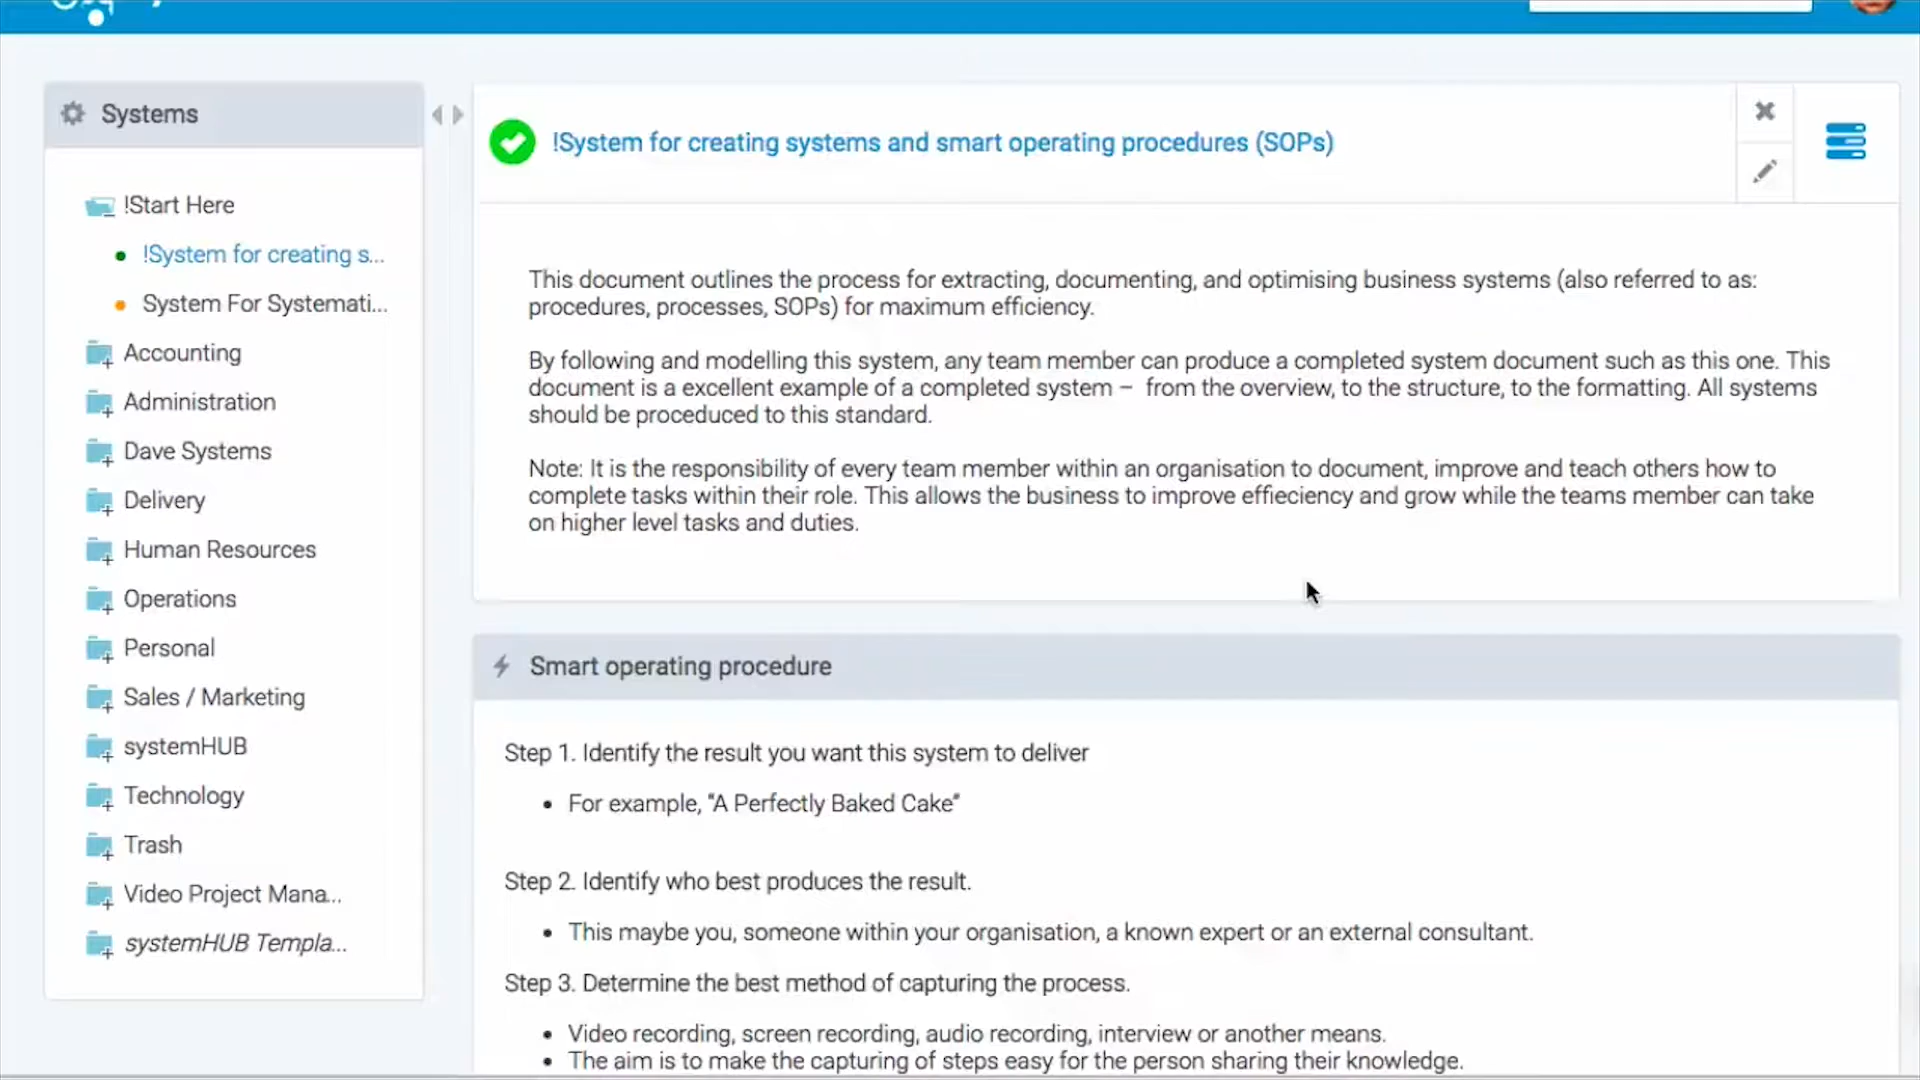 Systems
!Start Here
!System for creating s...
System For Systemati...
Accounting
Administration
Dave Systems
Delivery
Human Resources
Operations
Personal
Sales / Marketing
systemHUB
Technology
Trash
Video Project Mana...
systemHUB Templa...
!System for creating systems and smart operating procedures (SOPs)
This document outlines the process for extracting, documenting, and optimising business systems (also referred to as:
procedures, processes, SOPs) for maximum efficiency.
By following and modelling this system, any team member can produce a completed system document such as this one. This
document is a excellent example of a completed system – from the overview, to the structure, to the formatting. All systems
should be proceduced to this standard.
Note: It is the responsibility of every team member within an organisation to document, improve and teach others how to
complete tasks within their role. This allows the business to improve effieciency and grow while the teams member can take
on higher level tasks and duties.
Smart operating procedure
Step 1. Identify the result you want this system to deliver
• For example, “A Perfectly Baked Cake”
Step 2. Identify who best produces the result.
• This maybe you, someone within your organisation, a known expert or an external consultant.
Step 3. Determine the best method of capturing the process.
• Video recording, screen recording, audio recording, interview or another means.
• The aim is to make the capturing of steps easy for the person sharing their knowledge.